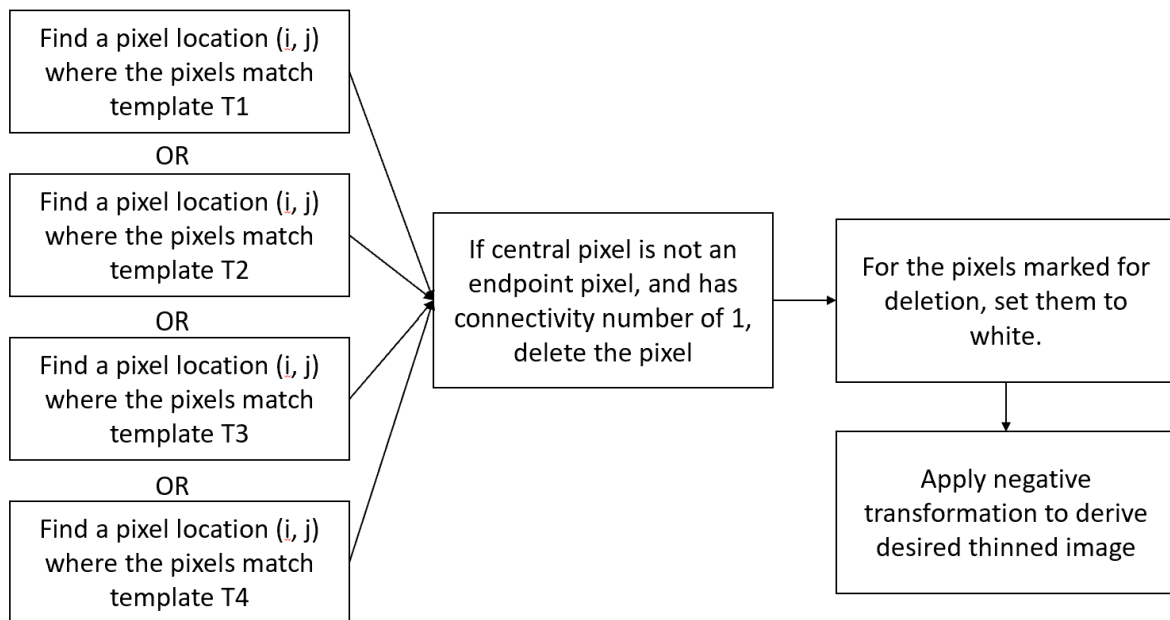 Find a pixel location (i, j)
where the pixels match
template T1
OR
Find a pixel location (i, j)
where the pixels match
template T2
OR
Find a pixel location (i, j)
where the pixels match
template T3
OR
Find a pixel location (i, j)
where the pixels match
template T4
If central pixel is not an
endpoint pixel, and has
connectivity number of 1,
delete the pixel
For the pixels marked for
deletion, set them to
white.
Apply negative
transformation to derive
desired thinned image